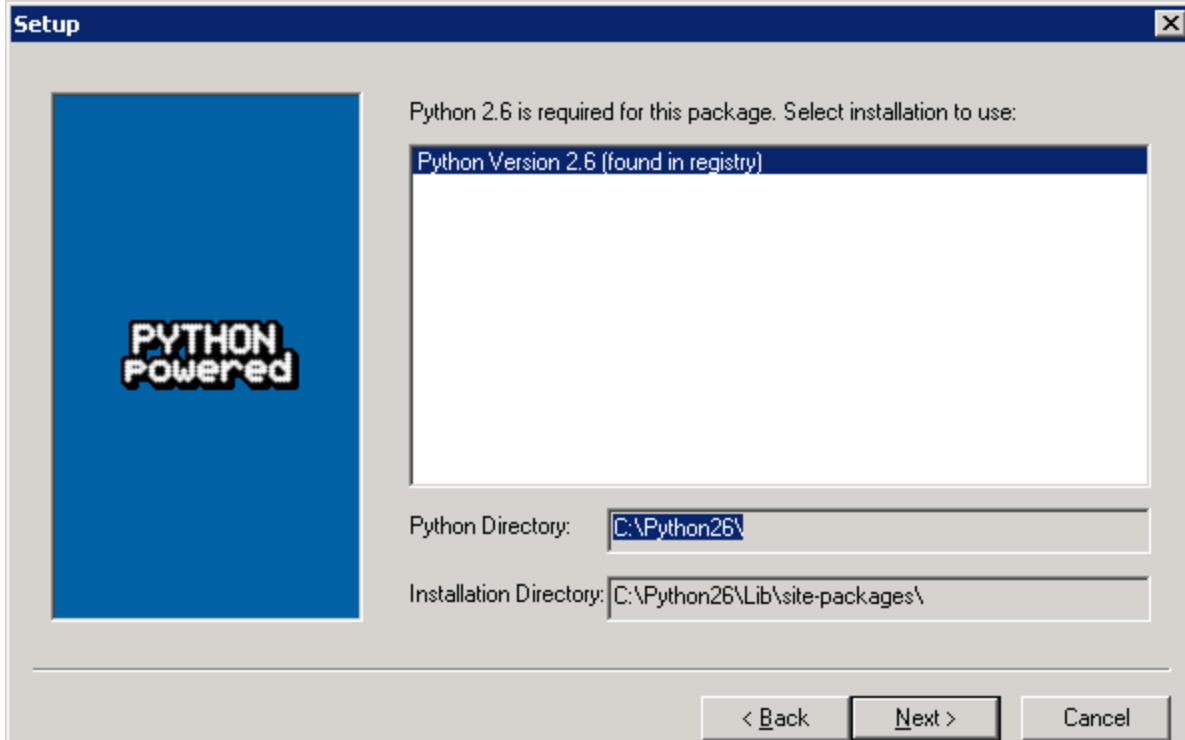 Setup
Python 2.6 is required for this package. Select installation to use:
Python Version 2.6 (found in registry)
PYTHON
powered
Python Directory: C:\Python26\
Installation Directory: C:\Python26\Lib\site-packages\
< Back Next > Cancel